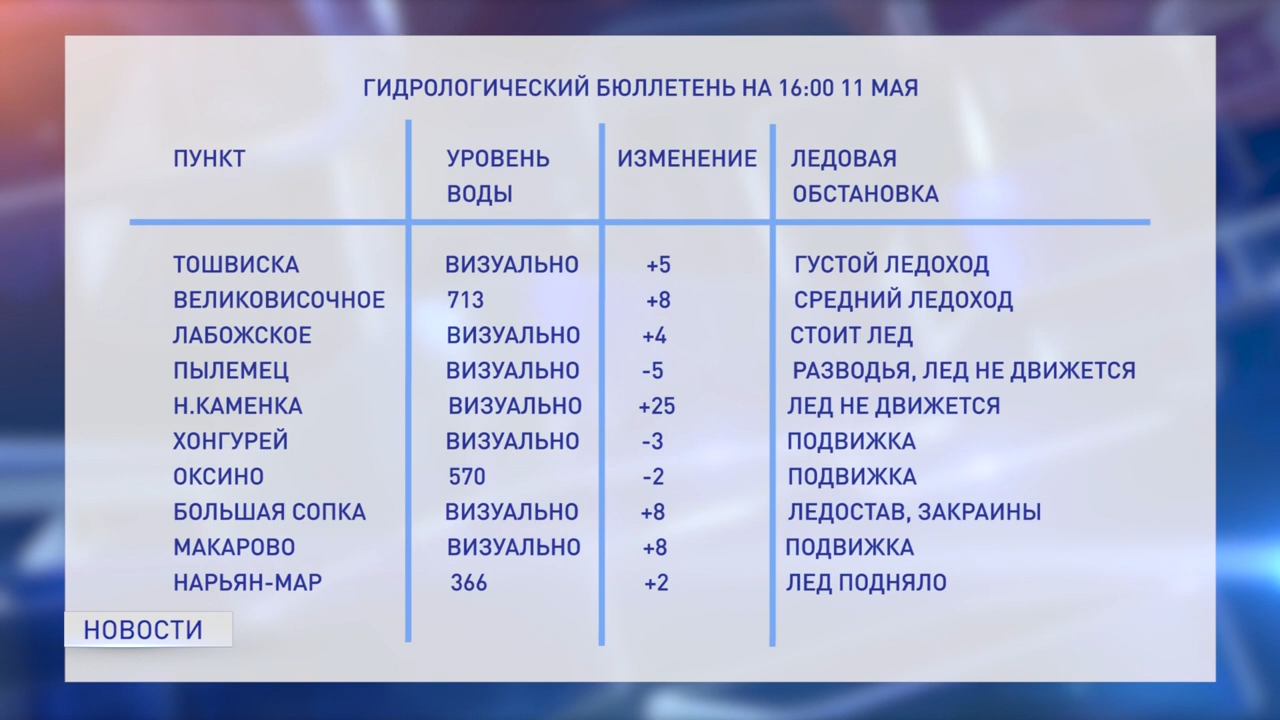 ГИДРОЛОГИЧЕСКИЙ БЮЛЛЕТЕНЬ НА 16:00 11 МАЯ
ПУНКТ УРОВЕНЬ ВОДЫ ИЗМЕНЕНИЕ ЛЕДОВАЯ ОБСТАНОВКА
ТОШВИСКА ВИЗУАЛЬНО +5 ГУСТОЙ ЛЕДОХОД
ВЕЛИКОВИСОЧНОЕ 713 +8 СРЕДНИЙ ЛЕДОХОД
ЛАБОЖСКОЕ ВИЗУАЛЬНО +4 СТОИТ ЛЕД
ПЫЛЕМЕЦ ВИЗУАЛЬНО -5 РАЗВОДЬЯ, ЛЕД НЕ ДВИЖЕТСЯ
Н.КАМЕНКА ВИЗУАЛЬНО +25 ЛЕД НЕ ДВИЖЕТСЯ
ХОНГУРЕЙ ВИЗУАЛЬНО -3 ПОДВИЖКА
ОКСИНО 570 -2 ПОДВИЖКА
БОЛЬШАЯ СОПКА ВИЗУАЛЬНО +8 ЛЕДОСТАВ, ЗАКРАИНЫ
МАКАРОВО ВИЗУАЛЬНО +8 ПОДВИЖКА
НАРЬЯН-МАР 366 +2 ЛЕД ПОДНЯЛО
НОВОСТИ